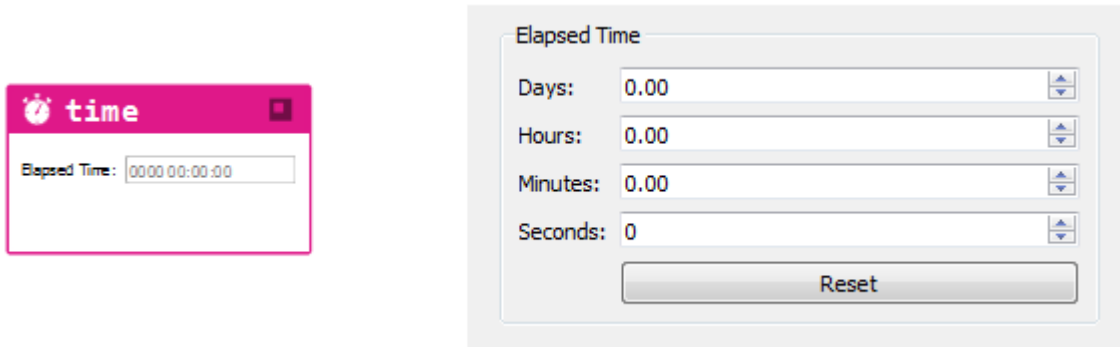 time
Elapsed Time: 0000 00:00:00
Elapsed Time
Days: 0.00
Hours: 0.00
Minutes: 0.00
Seconds: 0
Reset